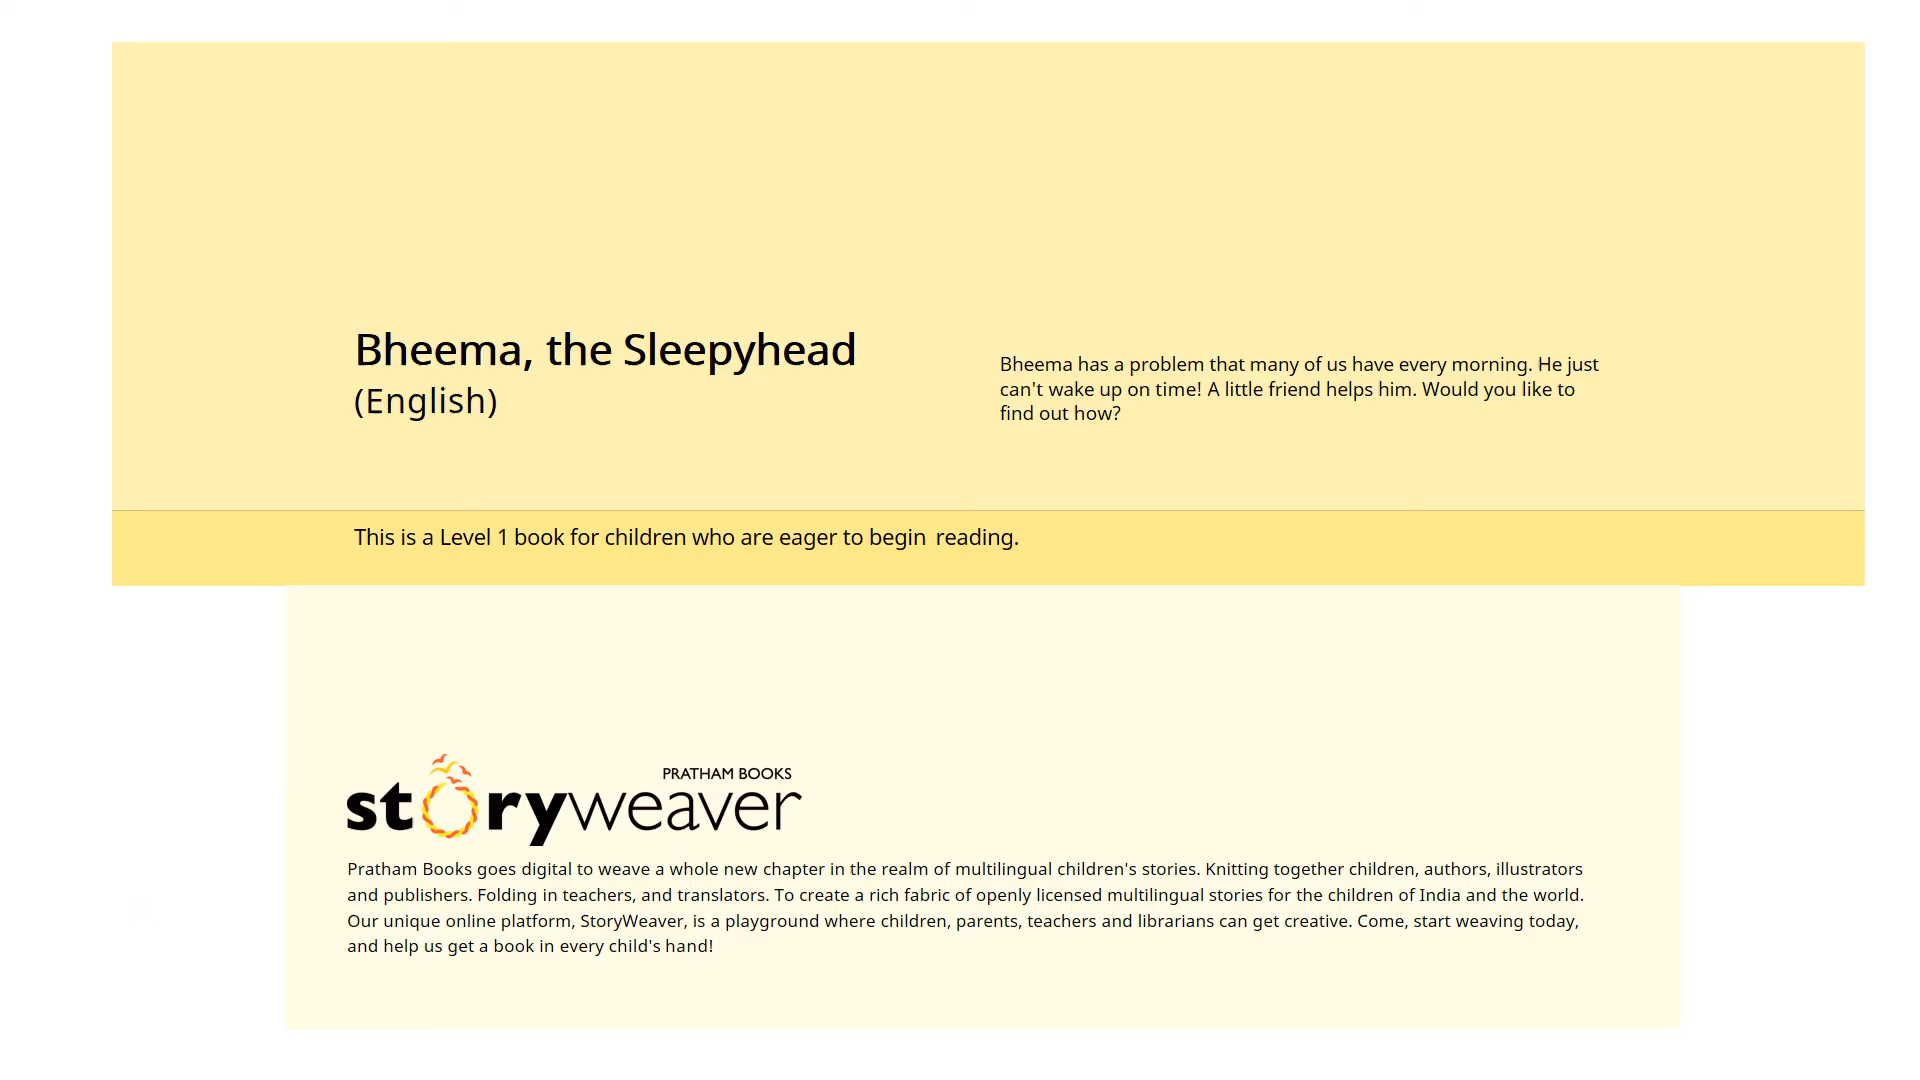 Bheema, the Sleepyhead
(English)
Bheema has a problem that many of us have every morning. He just
can't wake up on time! A little friend helps him. Would you like to
find out how?
This is a Level 1 book for children who are eager to begin reading.
PRATHAM BOOKS
storyweaver
Pratham Books goes digital to weave a whole new chapter in the realm of multilingual children's stories. Knitting together children, authors, illustrators
and publishers. Folding in teachers, and translators. To create a rich fabric of openly licensed multilingual stories for the children of India and the world.
Our unique online platform, StoryWeaver, is a playground where children, parents, teachers and librarians can get creative. Come, start weaving today,
and help us get a book in every child's hand!